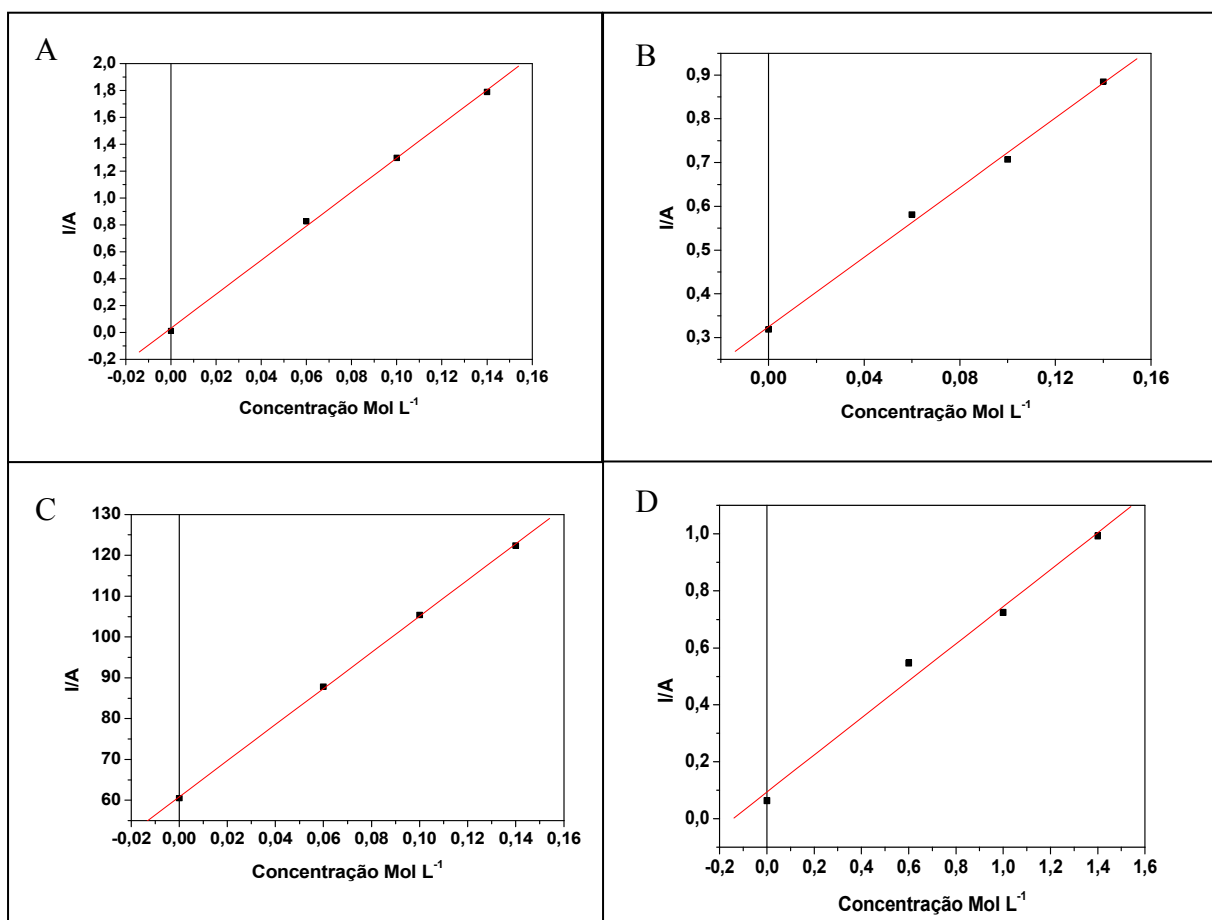 A
2,0
1,8
1,6
1,4
1,2
1,0
0,8
0,6
0,4
0,2
0,0
-0,2
I/A
-0,02 0,00 0,02 0,04 0,06 0,08 0,10 0,12 0,14 0,16
Concentração Mol L-1
B
0,9
0,8
0,7
0,6
0,5
0,4
0,3
I/A
0,00 0,04 0,08 0,12 0,16
Concentração Mol L-1
C
130
120
110
100
90
80
70
60
I/A
-0,02 0,00 0,02 0,04 0,06 0,08 0,10 0,12 0,14 0,16
Concentração Mol L-1
D
1,0
0,8
0,6
0,4
0,2
0,0
I/A
-0,2 0,0 0,2 0,4 0,6 0,8 1,0 1,2 1,4 1,6
Concentração Mol L-1